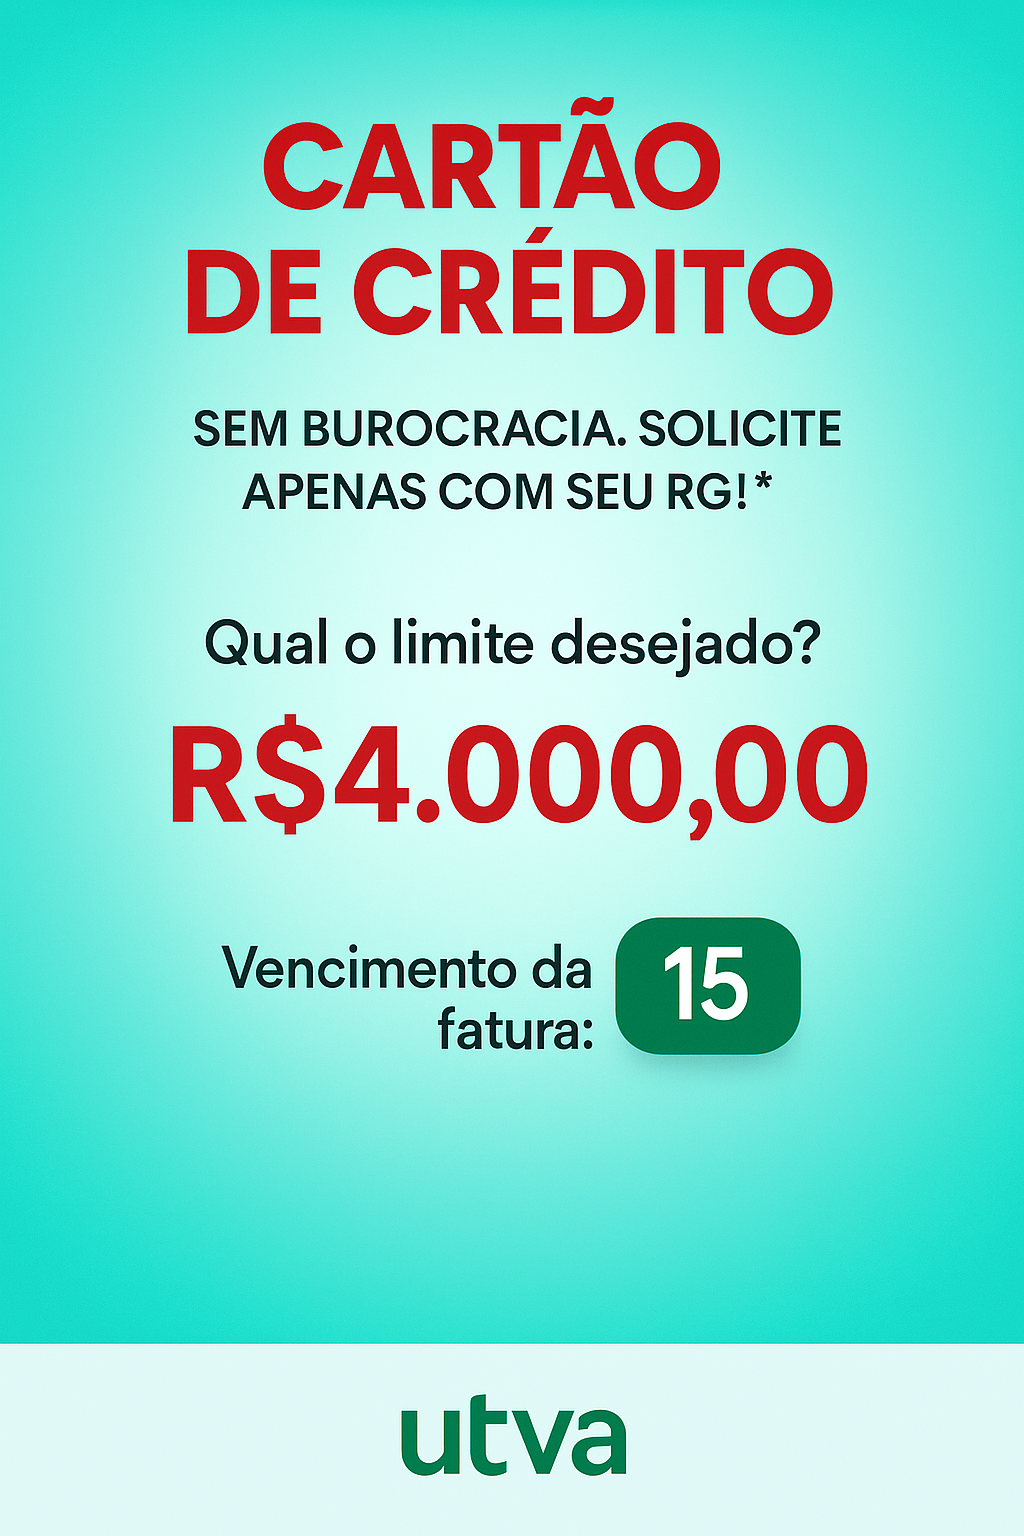 CARTÃO
DE CRÉDITO
SEM BUROCRACIA. SOLICITE
APENAS COM SEU RG!*
Qual o limite desejado?
R$4.000,00
Vencimento da
fatura:
15
utva